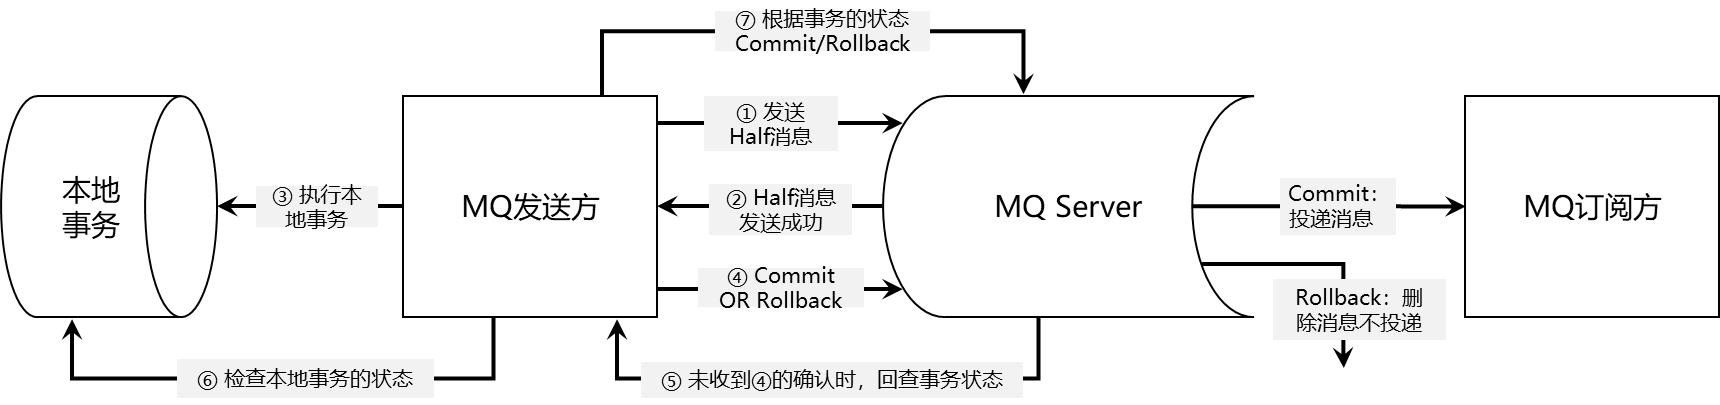 ⑦ 根据事务的状态
Commit/Rollback
① 发送
Half消息
本地
事务
③ 执行本
地事务
MQ发送方
② Half消息
发送成功
MQ Server
Commit：
投递消息
MQ订阅方
④ Commit
OR Rollback
Rollback：删
除消息不投递
⑥ 检查本地事务的状态
⑤ 未收到④的确认时，回查事务状态